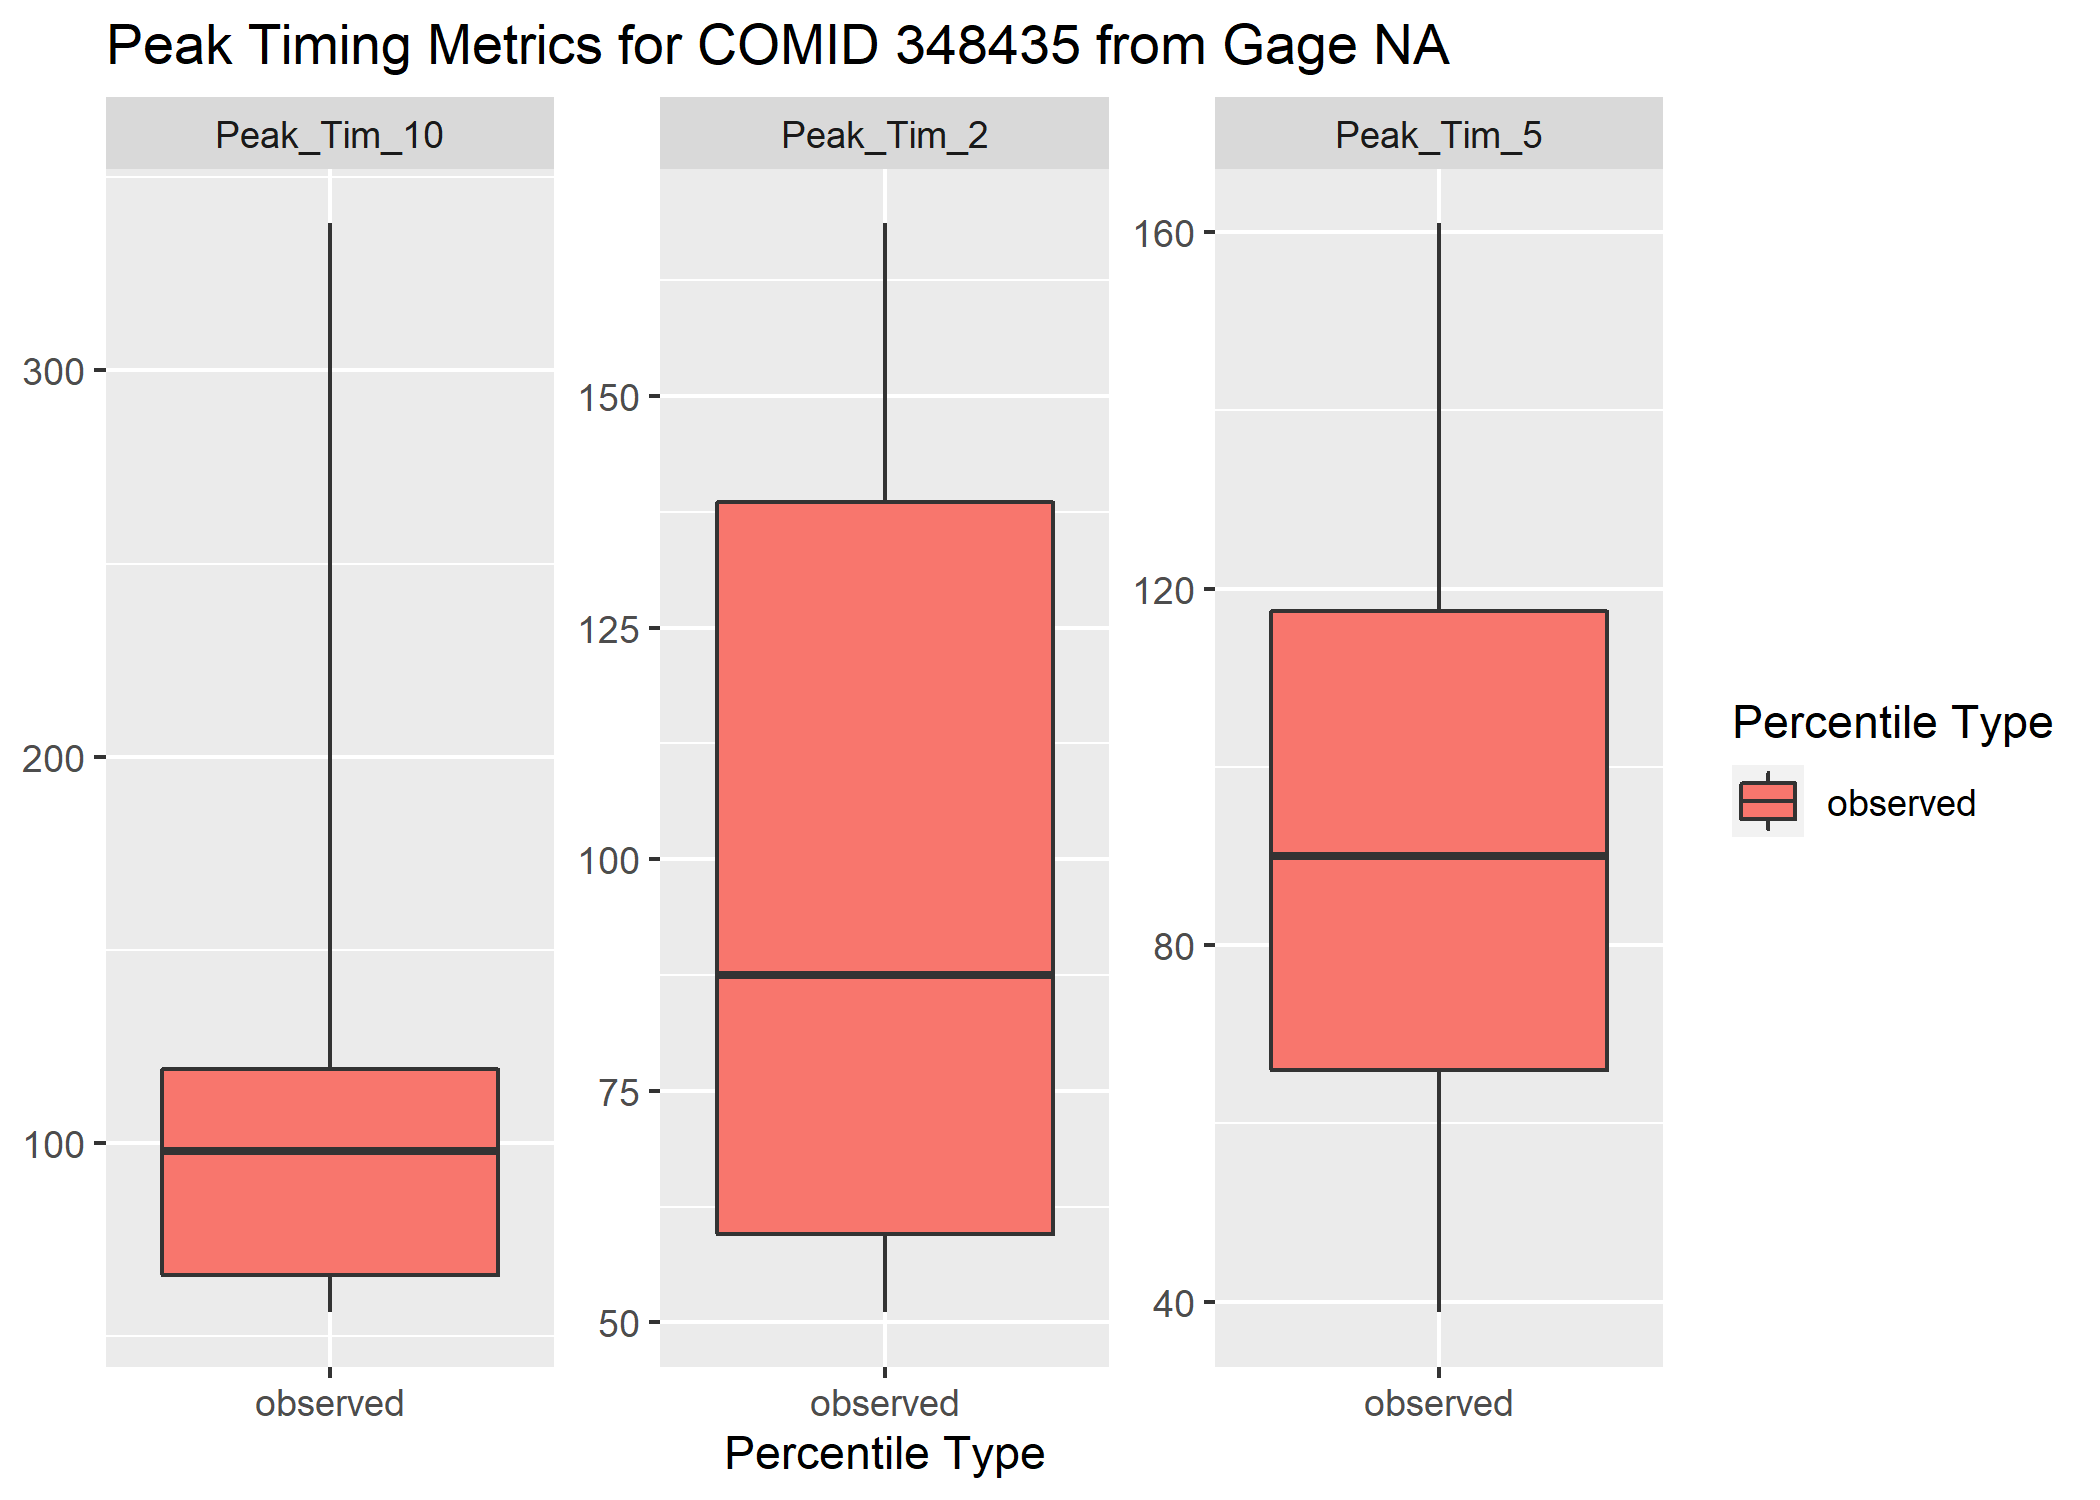 Peak Timing Metrics for COMID 348435 from Gage NA
Peak_Tim_10
Peak_Tim_2
Peak_Tim_5
300
200
100
150
125
100
75
50
160
120
80
40
observed
observed
observed
Percentile Type
Percentile Type
observed